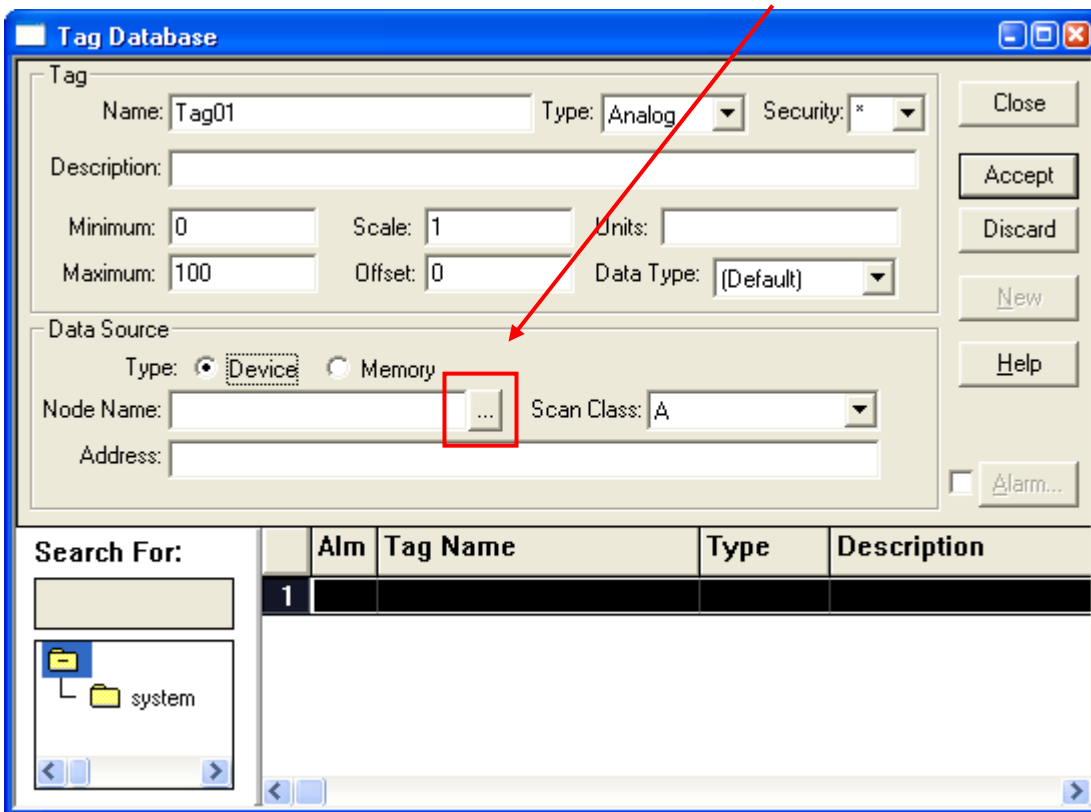 Tag Database
Tag
Name: Tag01 Type: Analog Security: * Close
Description: Accept
Minimum: 0 Scale: 1 Units: Discard
Maximum: 100 Offset: 0 Data Type: (Default)
New
Data Source
Type: Device Memory Help
Node Name: ... Scan Class: A
Address:
Alarm...
Search For: Alm Tag Name Type Description
1
system